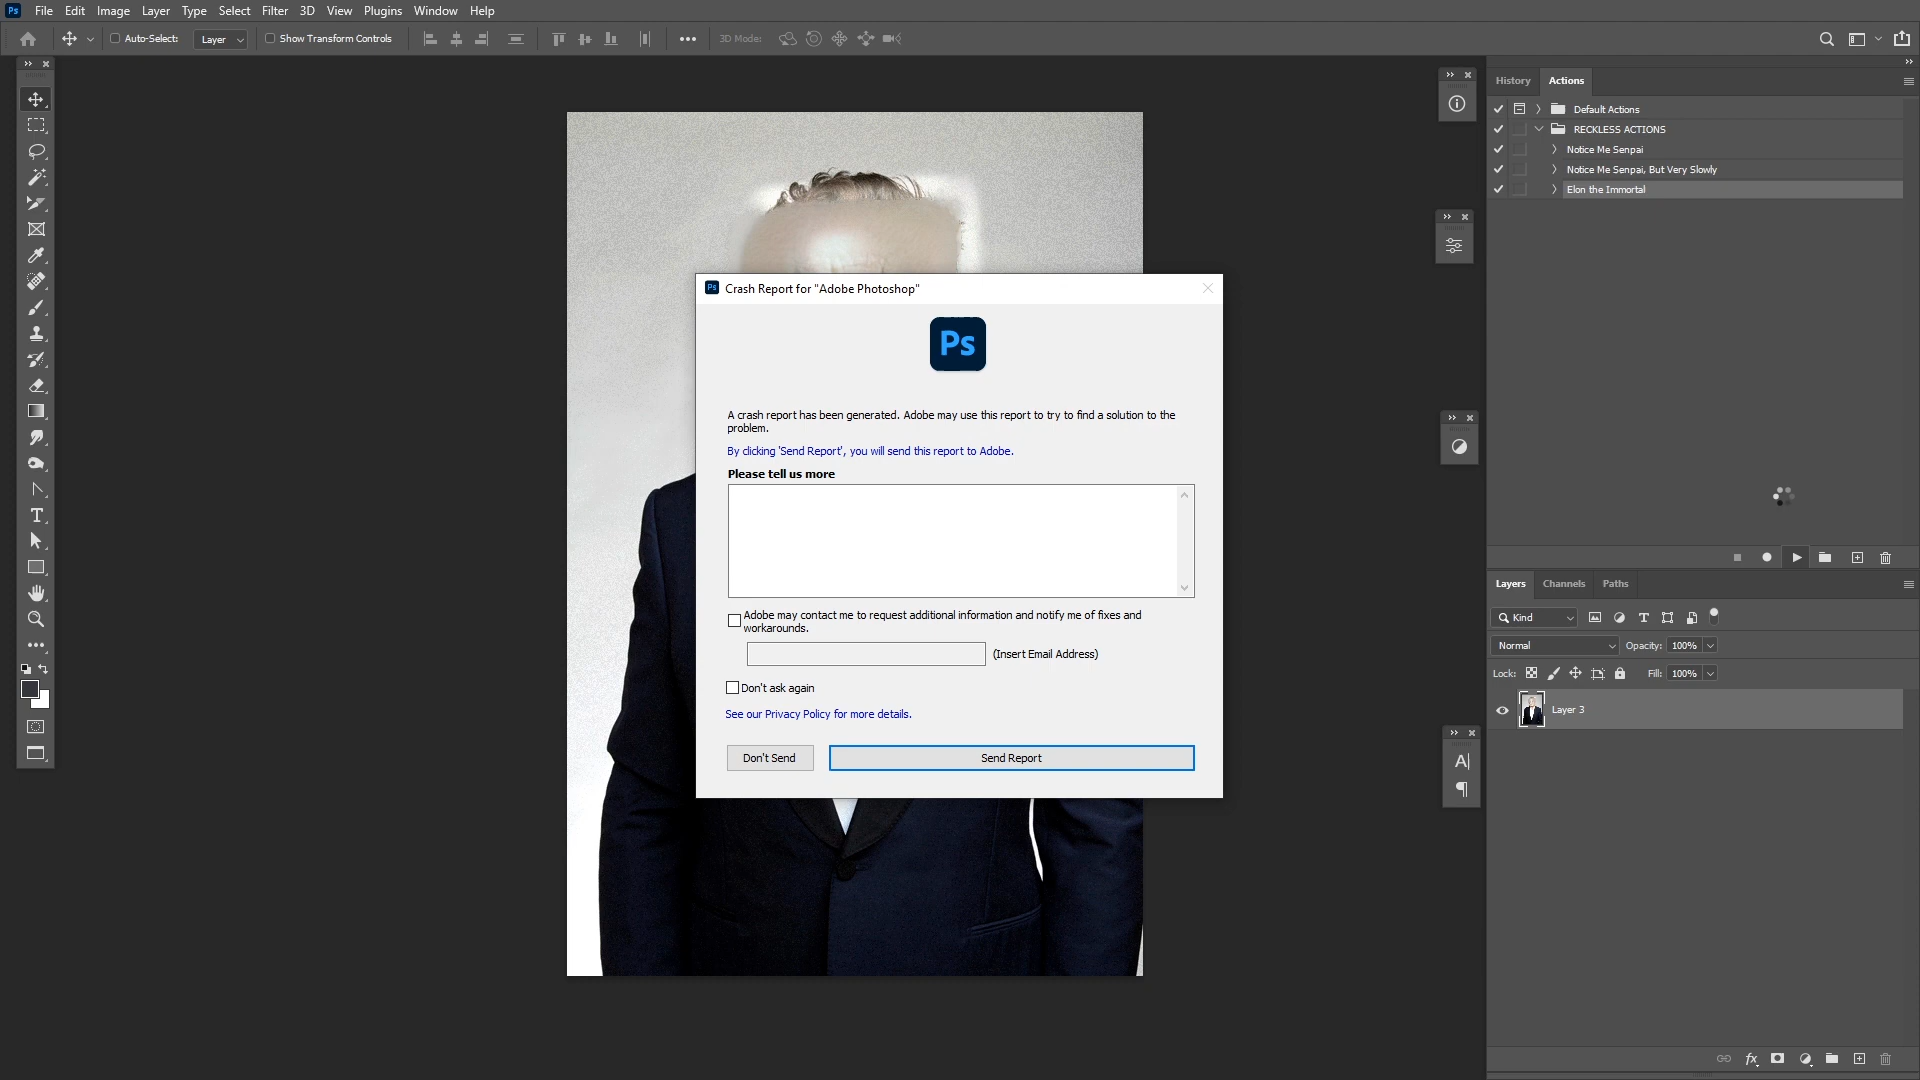 Ps File Edit Image Layer Type Select Filter 3D View Plugins Window Help
Auto-Select: Layer Show Transform Controls 3D Mode:
History Actions
Default Actions
RECKLESS ACTIONS
Notice Me Senpai
Notice Me Senpai, But Very Slowly
Elon the Immortal
Ps Crash Report for "Adobe Photoshop"
Ps
A crash report has been generated. Adobe may use this report to try to find a solution to the
problem.
By clicking 'Send Report', you will send this report to Adobe.
Please tell us more
Adobe may contact me to request additional information and notify me of fixes and
workarounds.
(Insert Email Address)
Don't ask again
See our Privacy Policy for more details.
Don't Send Send Report
Layers Channels Paths
Kind
Normal Opacity: 100%
Lock: Fill: 100%
Layer 3